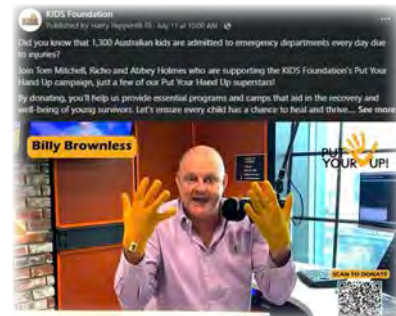 KIDS Foundation
Published by Harry Pepperell
July 11 at 10:00 AM
Did you know that 1,300 Australian kids are admitted to emergency departments every day due
to injuries?
Join Tom Mitchell, Richo and Abbey Holmes who are supporting the KIDS Foundation's Put Your
Hand Up campaign, just a few of our Put Your Hand Up superstars!
By donating, you'll help us provide essential programs and camps that aid in the recovery and
well-being of young survivors. Let's ensure every child has a chance to heal and thrive... See more
Billy Brownless
PUT
YOUR UP!
SCAN TO DONATE